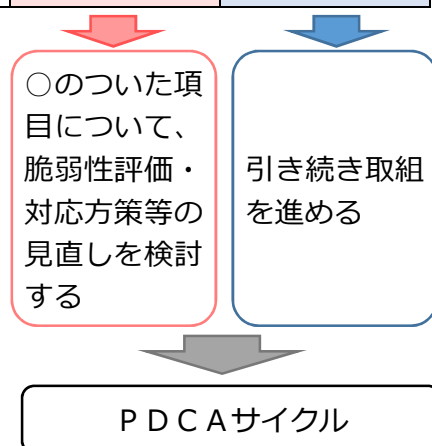 ○のついた項
目について、
脆弱性評価・
対応方策等の
見直しを検討
する
引き続き取組
を進める
ＰＤＣＡサイクル